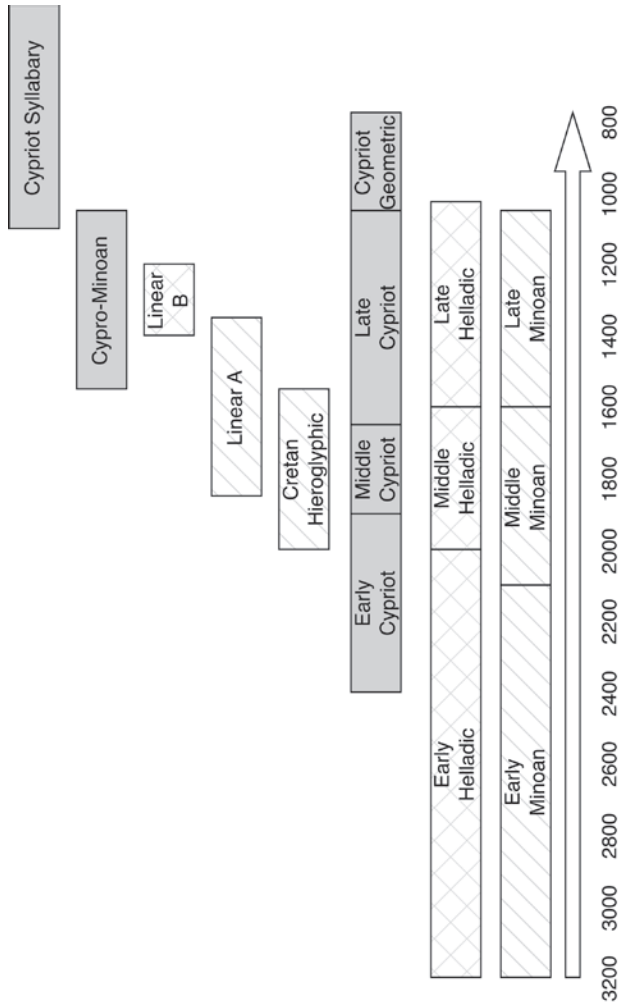 Cypriot Syllabary
Cypro-Minoan
Linear
B
Linear A
Cretan
Hieroglyphic
Early
Cypriot
Middle
Cypriot
Late
Cypriot
Cypriot
Geometric
Early
Helladic
Middle
Helladic
Late
Helladic
Early
Minoan
Middle
Minoan
Late
Minoan
3200 3000 2800 2600 2400 2200 2000 1800 1600 1400 1200 1000 800